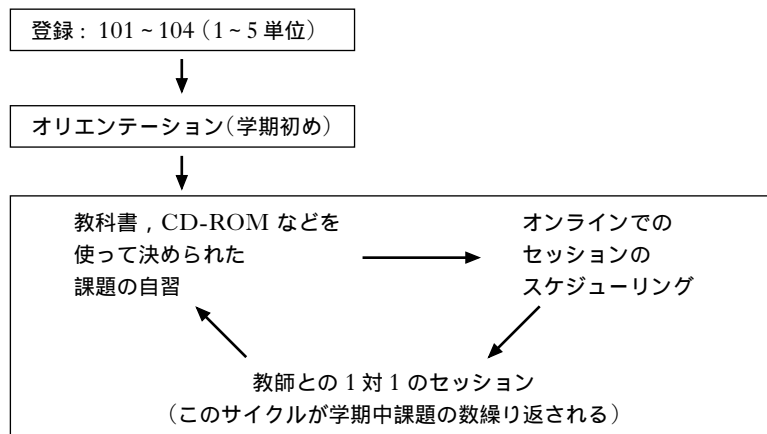 登録：101~104（1~5単位）
オリエンテーション（学期初め）
教科書，CD-ROM などを
使って決められた
課題の自習
オンラインでの
セッションの
スケジューリング
教師との 1 対 1 のセッション
（このサイクルが学期中課題の数繰り返される）